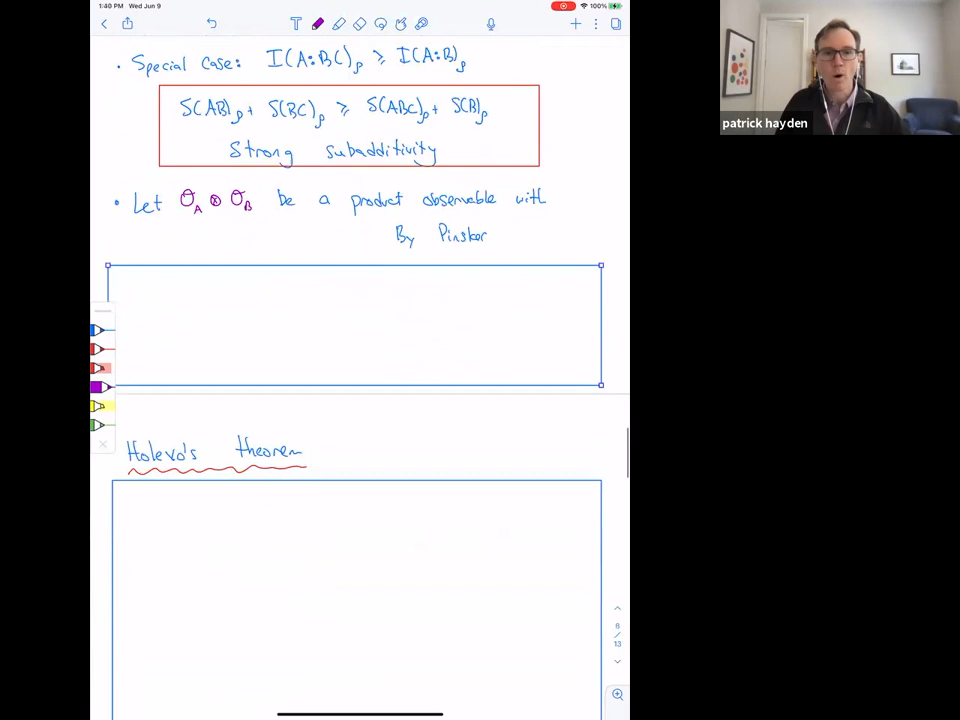 1:40 PM Wed Jun 9
100%
T
· Special case: I(A:BC)ᵨ ≥ I(A:B)ᵨ
S(AB)ᵨ + S(BC)ᵨ ≥ S(ABC)ᵨ + S(B)ᵨ
Strong subadditivity
• Let O_A ⊗ O_B be a product observable with
By Pinsker
Holevo's theorem
8
/
13
patrick hayden